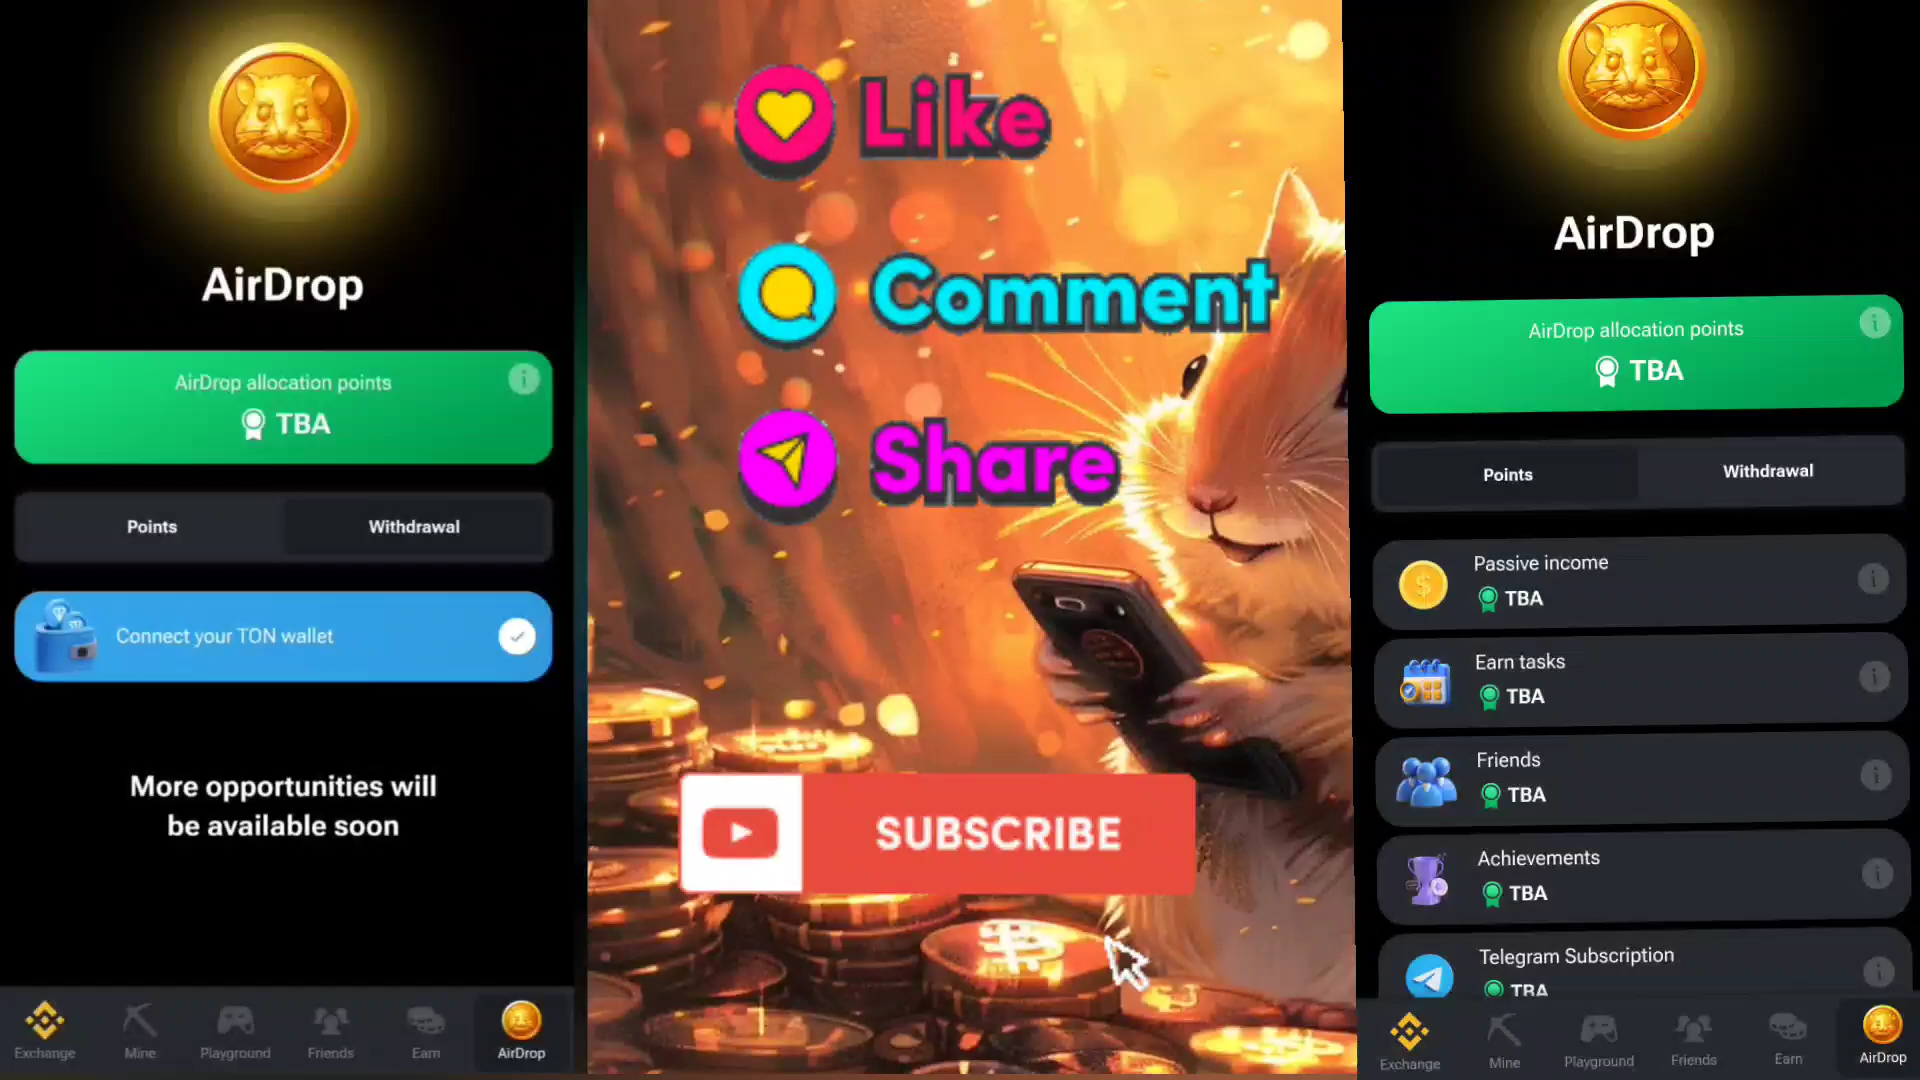 AirDrop
AirDrop allocation points
TBA
Points
Withdrawal
Connect your TON wallet
More opportunities will
be available soon
Exchange
Mine
Playground
Friends
Earn
AirDrop
Like
Comment
Share
SUBSCRIBE
AirDrop
AirDrop allocation points
TBA
Points
Withdrawal
Passive income
TBA
Earn tasks
TBA
Friends
TBA
Achievements
TBA
Telegram Subscription
TBA
Exchange
Mine
Playground
Friends
Earn
AirDrop